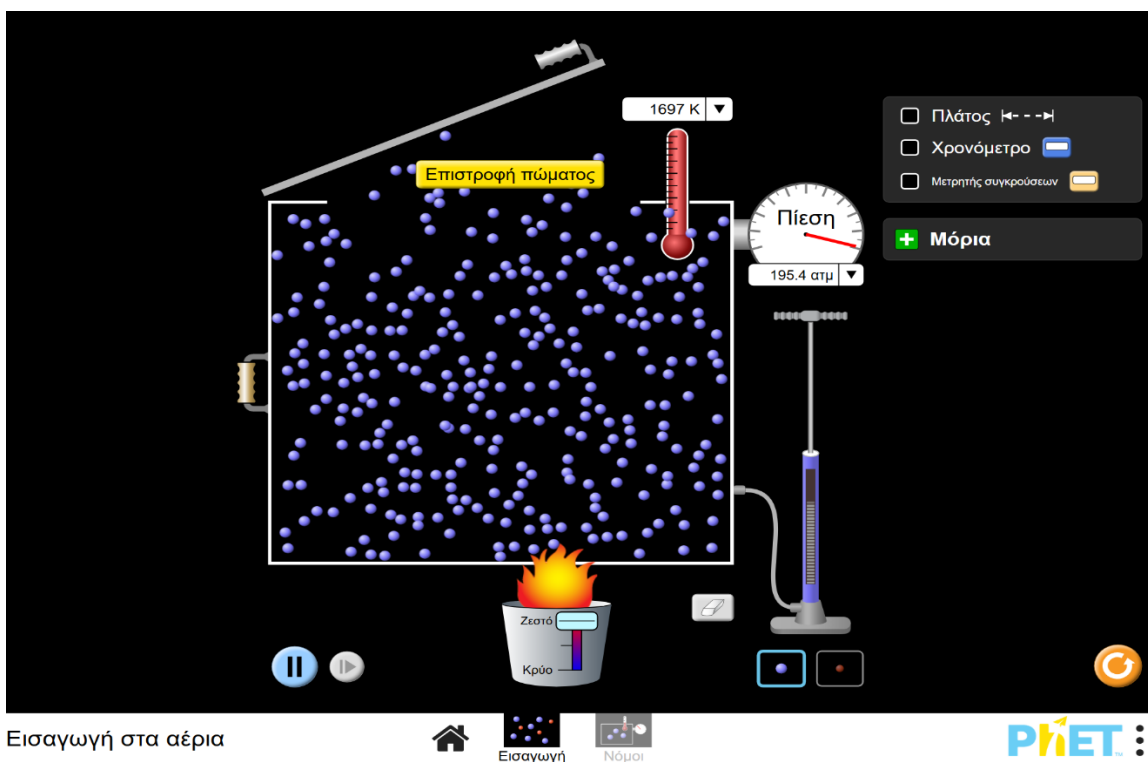 1697 K
Πλάτος
Επιστροφή πώματος
Χρονόμετρο
Μετρητής συγκρούσεων
Πίεση
Μόρια
195.4 ατμ
Ζεστό
Κρύο
Εισαγωγή στα αέρια
Εισαγωγή
Νόμοι
PhET